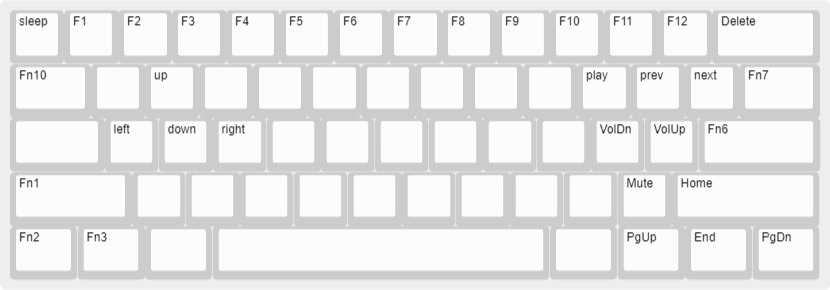 sleep F1 F2 F3 F4 F5 F6 F7 F8 F9 F10 F11 F12 Delete
Fn10 up play prev next Fn7
left down right VolDn VolUp Fn6
Fn1 Mute Home
Fn2 Fn3 PgUp End PgDn